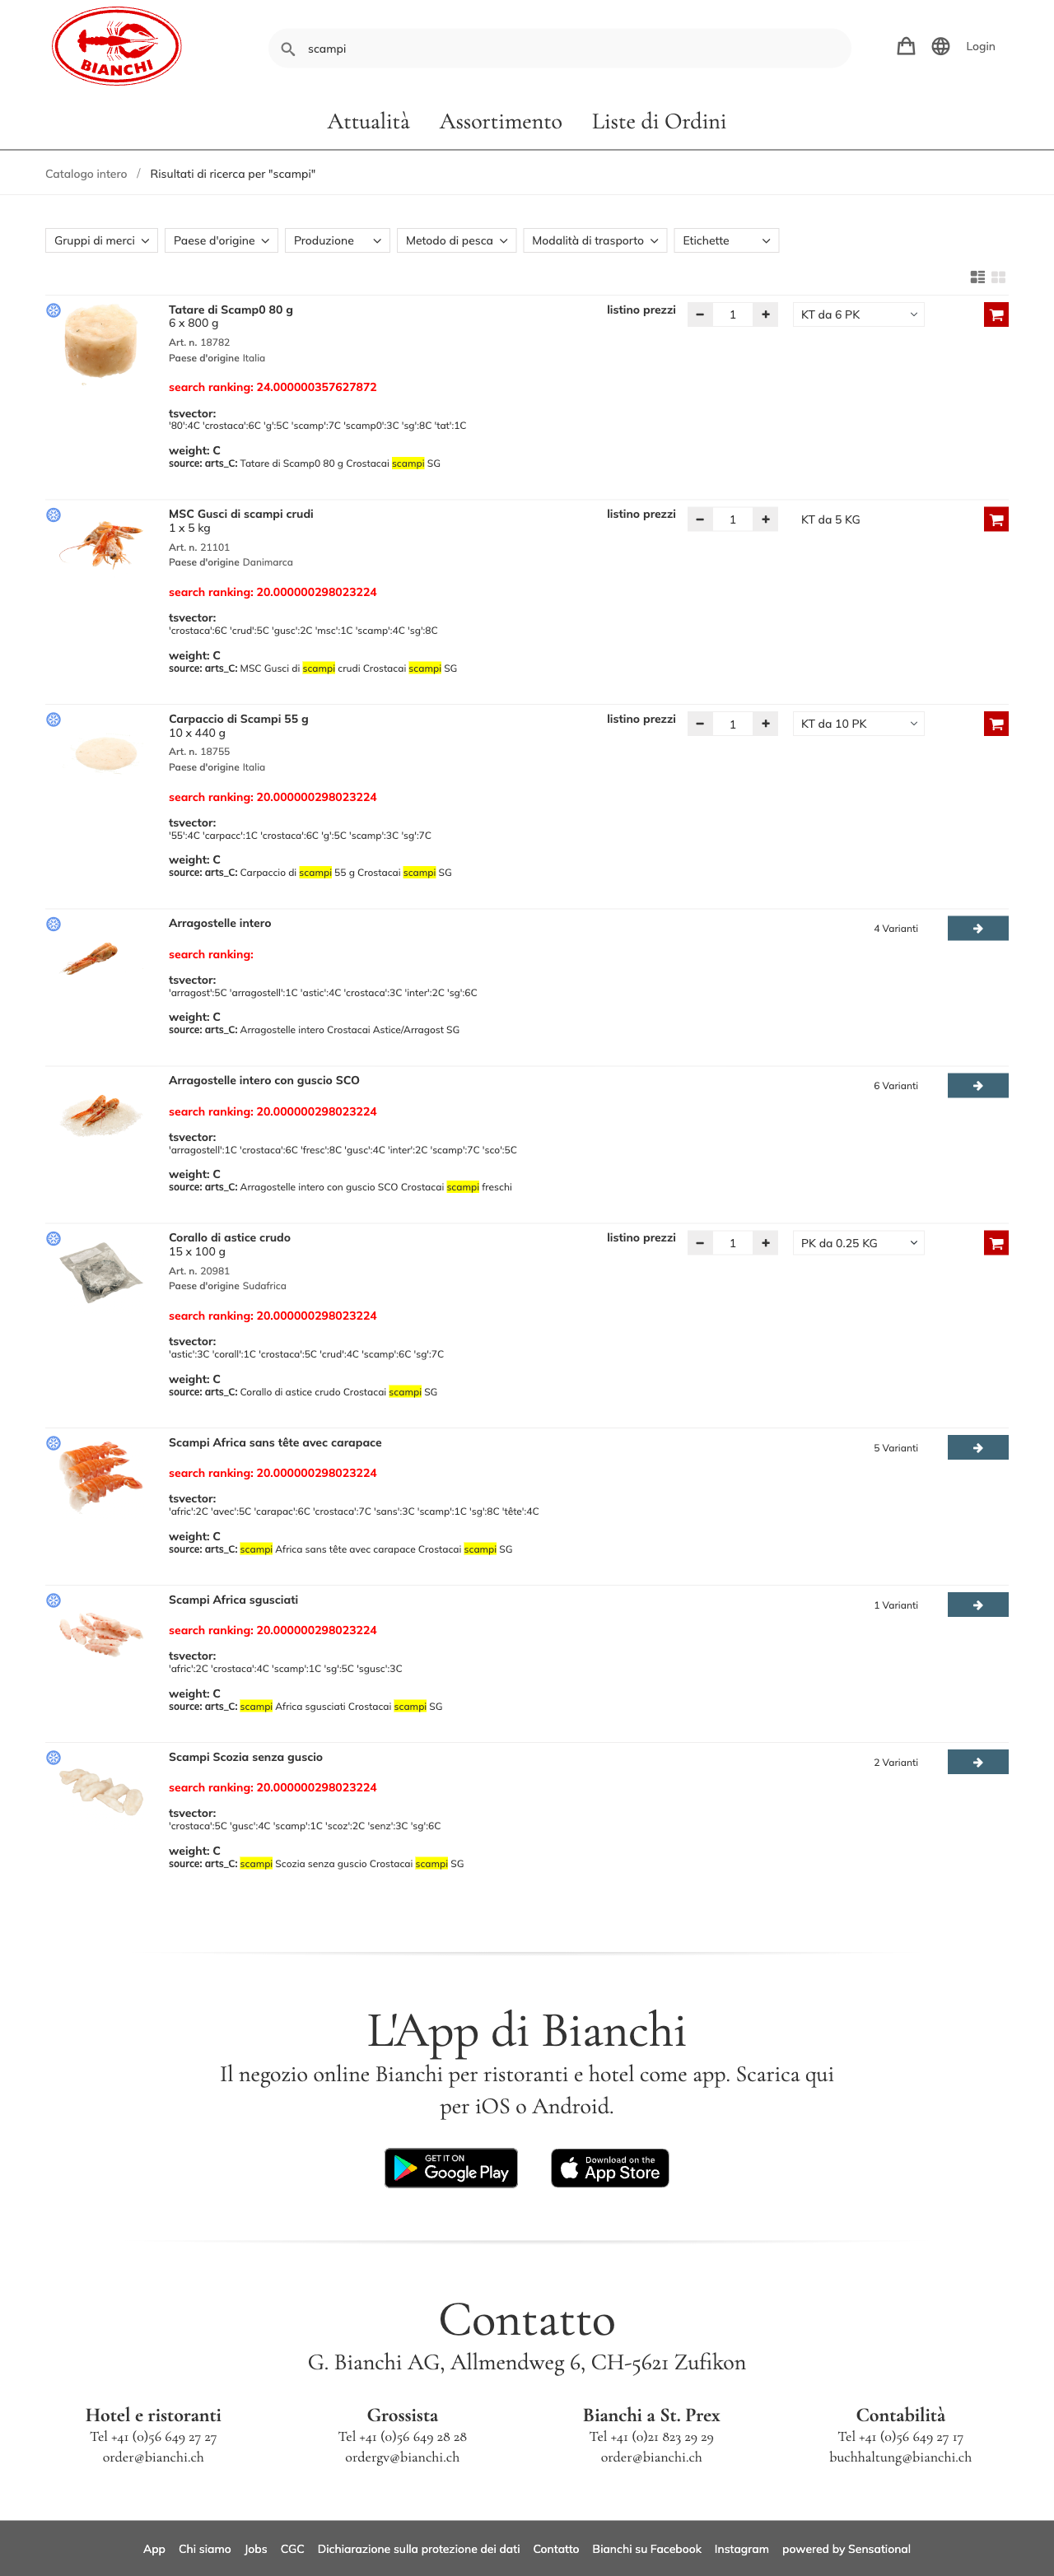 BIANCHI
scampi
Login
Attualità Assortimento Liste di Ordini
Catalogo intero / Risultati di ricerca per "scampi"
Gruppi di merci Paese d'origine Produzione Metodo di pesca Modalità di trasporto Etichette
Tatare di Scamp0 80 g listino prezzi − 1 + KT da 6 PK
6 x 800 g
Art. n. 18782
Paese d'origine Italia
search ranking: 24.000000357627872
tsvector:
'80':4C 'crostaca':6C 'g':5C 'scamp':7C 'scamp0':3C 'sg':8C 'tat':1C
weight: C
source: arts_C: Tatare di Scamp0 80 g Crostacai scampi SG
MSC Gusci di scampi crudi listino prezzi − 1 + KT da 5 KG
1 x 5 kg
Art. n. 21101
Paese d'origine Danimarca
search ranking: 20.000000298023224
tsvector:
'crostaca':6C 'crud':5C 'gusc':2C 'msc':1C 'scamp':4C 'sg':8C
weight: C
source: arts_C: MSC Gusci di scampi crudi Crostacai scampi SG
Carpaccio di Scampi 55 g listino prezzi − 1 + KT da 10 PK
10 x 440 g
Art. n. 18755
Paese d'origine Italia
search ranking: 20.000000298023224
tsvector:
'55':4C 'carpacc':1C 'crostaca':6C 'g':5C 'scamp':3C 'sg':7C
weight: C
source: arts_C: Carpaccio di scampi 55 g Crostacai scampi SG
Arragostelle intero 4 Varianti
search ranking:
tsvector:
'arragost':5C 'arragostell':1C 'astic':4C 'crostaca':3C 'inter':2C 'sg':6C
weight: C
source: arts_C: Arragostelle intero Crostacai Astice/Arragost SG
Arragostelle intero con guscio SCO 6 Varianti
search ranking: 20.000000298023224
tsvector:
'arragostell':1C 'crostaca':6C 'fresc':8C 'gusc':4C 'inter':2C 'scamp':7C 'sco':5C
weight: C
source: arts_C: Arragostelle intero con guscio SCO Crostacai scampi freschi
Corallo di astice crudo listino prezzi − 1 + PK da 0.25 KG
15 x 100 g
Art. n. 20981
Paese d'origine Sudafrica
search ranking: 20.000000298023224
tsvector:
'astic':3C 'corall':1C 'crostaca':5C 'crud':4C 'scamp':6C 'sg':7C
weight: C
source: arts_C: Corallo di astice crudo Crostacai scampi SG
Scampi Africa sans tête avec carapace 5 Varianti
search ranking: 20.000000298023224
tsvector:
'afric':2C 'avec':5C 'carapac':6C 'crostaca':7C 'sans':3C 'scamp':1C 'sg':8C 'tête':4C
weight: C
source: arts_C: scampi Africa sans tête avec carapace Crostacai scampi SG
Scampi Africa sgusciati 1 Varianti
search ranking: 20.000000298023224
tsvector:
'afric':2C 'crostaca':4C 'scamp':1C 'sg':5C 'sgusc':3C
weight: C
source: arts_C: scampi Africa sgusciati Crostacai scampi SG
Scampi Scozia senza guscio 2 Varianti
search ranking: 20.000000298023224
tsvector:
'crostaca':5C 'gusc':4C 'scamp':1C 'scoz':2C 'senz':3C 'sg':6C
weight: C
source: arts_C: scampi Scozia senza guscio Crostacai scampi SG
L'App di Bianchi
Il negozio online Bianchi per ristoranti e hotel come app. Scarica qui
per iOS o Android.
GET IT ON
Google Play
Download on the
App Store
Contatto
G. Bianchi AG, Allmendweg 6, CH-5621 Zufikon
Hotel e ristoranti
Tel +41 (0)56 649 27 27
order@bianchi.ch
Grossista
Tel +41 (0)56 649 28 28
ordergv@bianchi.ch
Bianchi a St. Prex
Tel +41 (0)21 823 29 29
order@bianchi.ch
Contabilità
Tel +41 (0)56 649 27 17
buchhaltung@bianchi.ch
App Chi siamo Jobs CGC Dichiarazione sulla protezione dei dati Contatto Bianchi su Facebook Instagram powered by Sensational